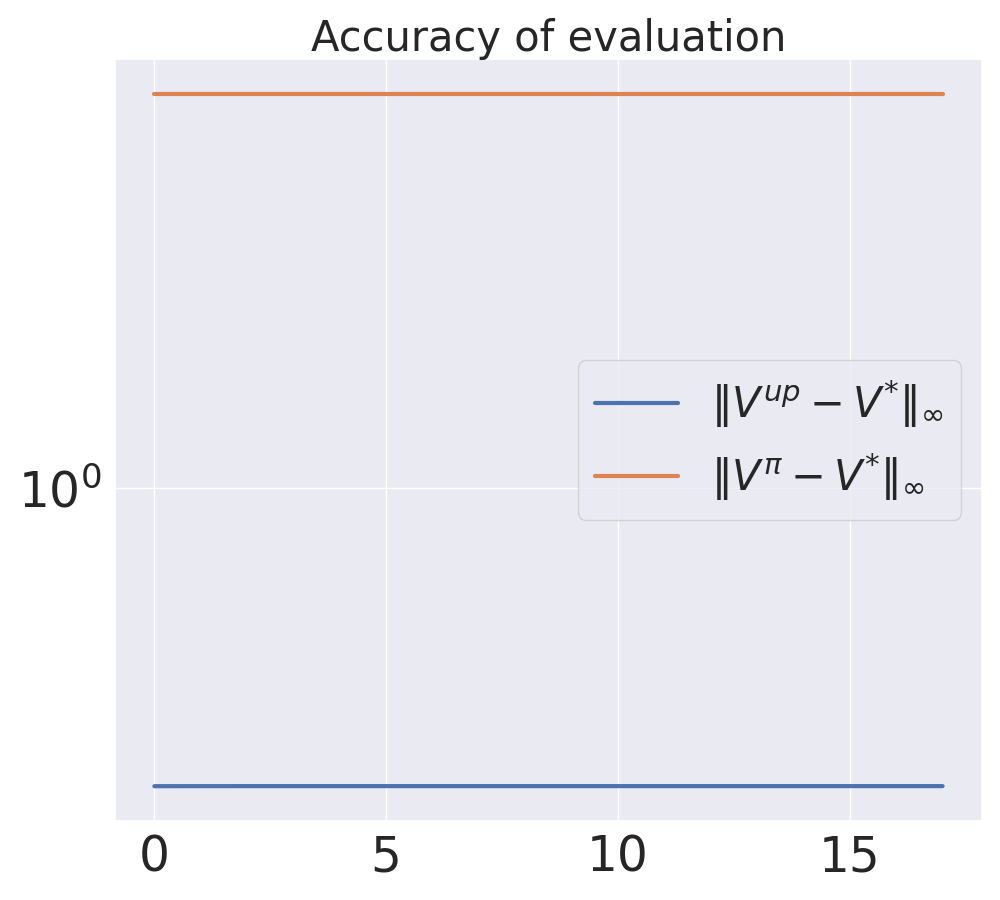 Accuracy of evaluation
‖V^{up} − V^*‖_∞
‖V^π − V^*‖_∞
10^0
0 5 10 15